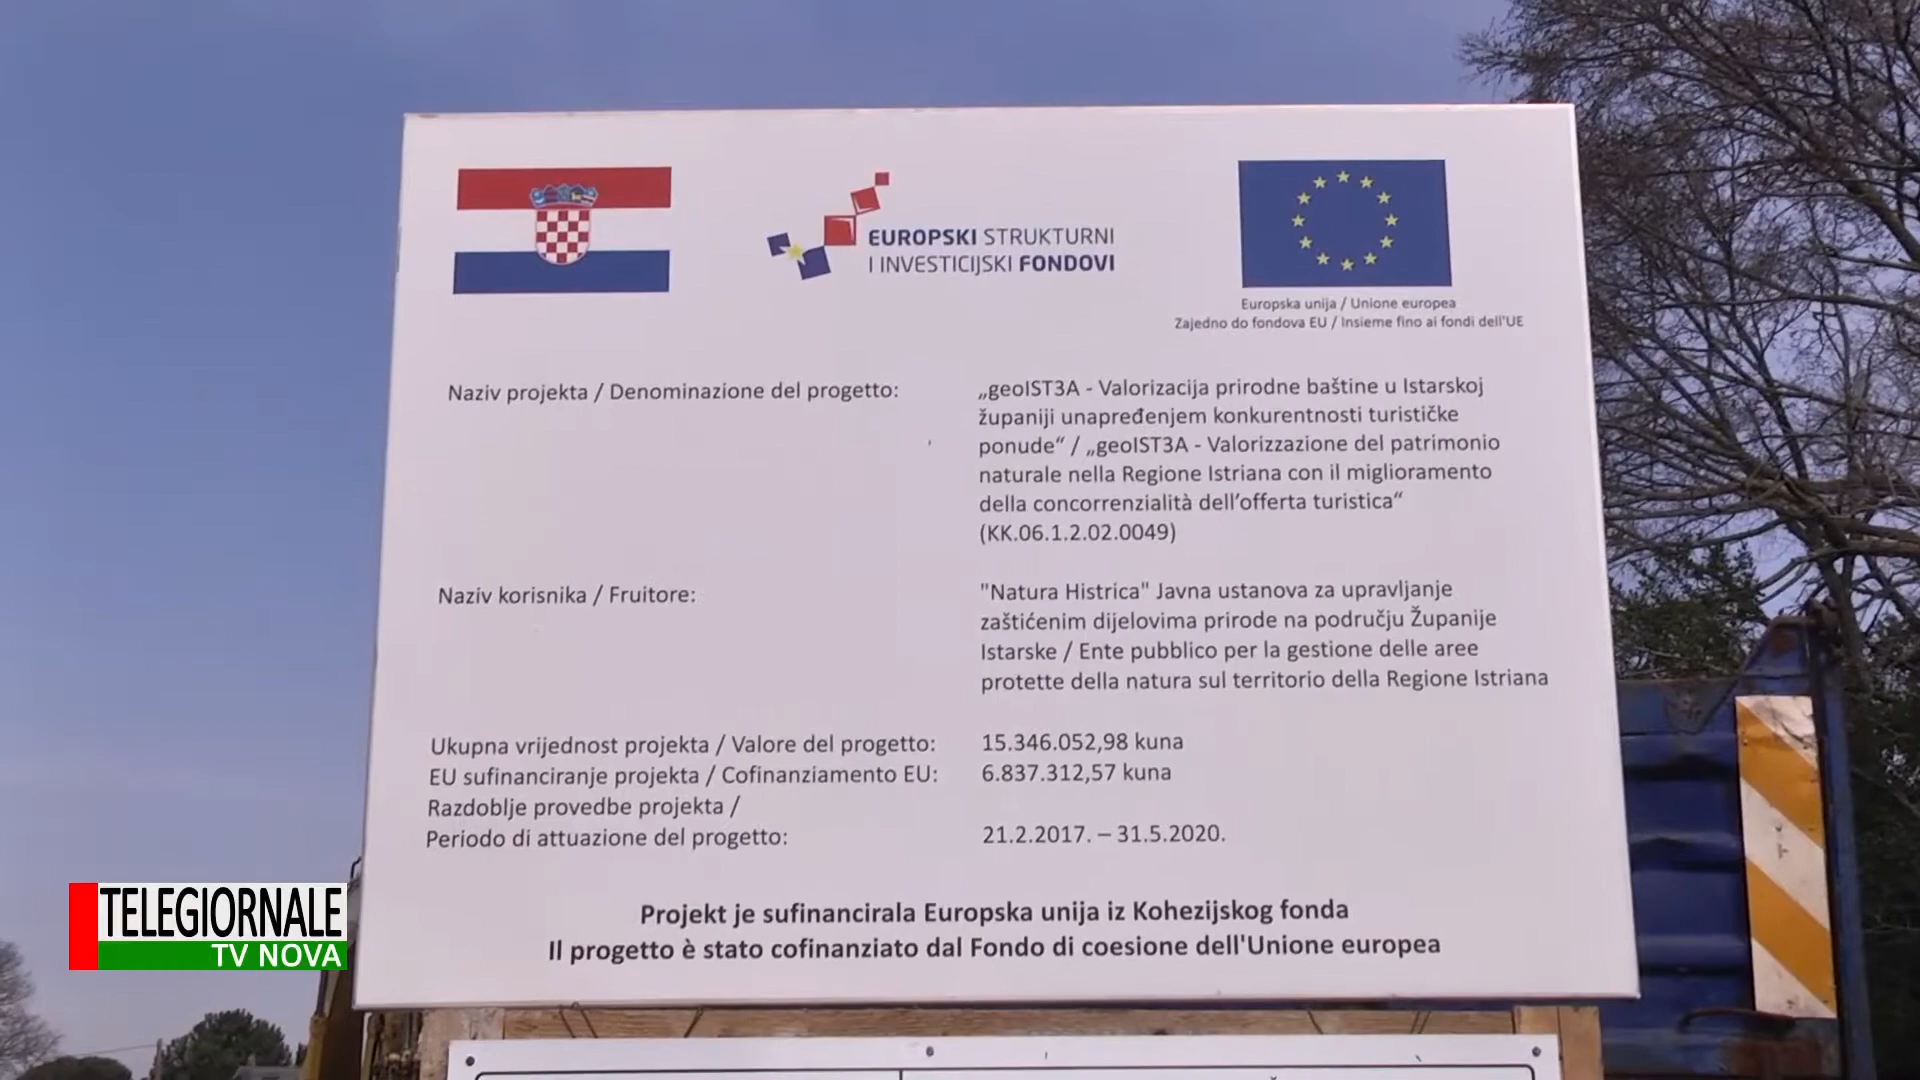 EUROPSKI STRUKTURNI
I INVESTICIJSKI FONDOVI
Europska unija / Unione europea
Zajedno do fondova EU / Insieme fino ai fondi dell'UE
Naziv projekta / Denominazione del progetto:
„geoIST3A - Valorizacija prirodne baštine u Istarskoj
županiji unapređenjem konkurentnosti turističke
ponude“ / „geoIST3A - Valorizzazione del patrimonio
naturale nella Regione Istriana con il miglioramento
della concorrenzialità dell’offerta turistica“
(KK.06.1.2.02.0049)
Naziv korisnika / Fruitore:
"Natura Histrica" Javna ustanova za upravljanje
zaštićenim dijelovima prirode na području Županije
Istarske / Ente pubblico per la gestione delle aree
protette della natura sul territorio della Regione Istriana
Ukupna vrijednost projekta / Valore del progetto: 15.346.052,98 kuna
EU sufinanciranje projekta / Cofinanziamento EU: 6.837.312,57 kuna
Razdoblje provedbe projekta /
Periodo di attuazione del progetto: 21.2.2017. – 31.5.2020.
Projekt je sufinancirala Europska unija iz Kohezijskog fonda
Il progetto è stato cofinanziato dal Fondo di coesione dell'Unione europea
TELEGIORNALE
TV NOVA